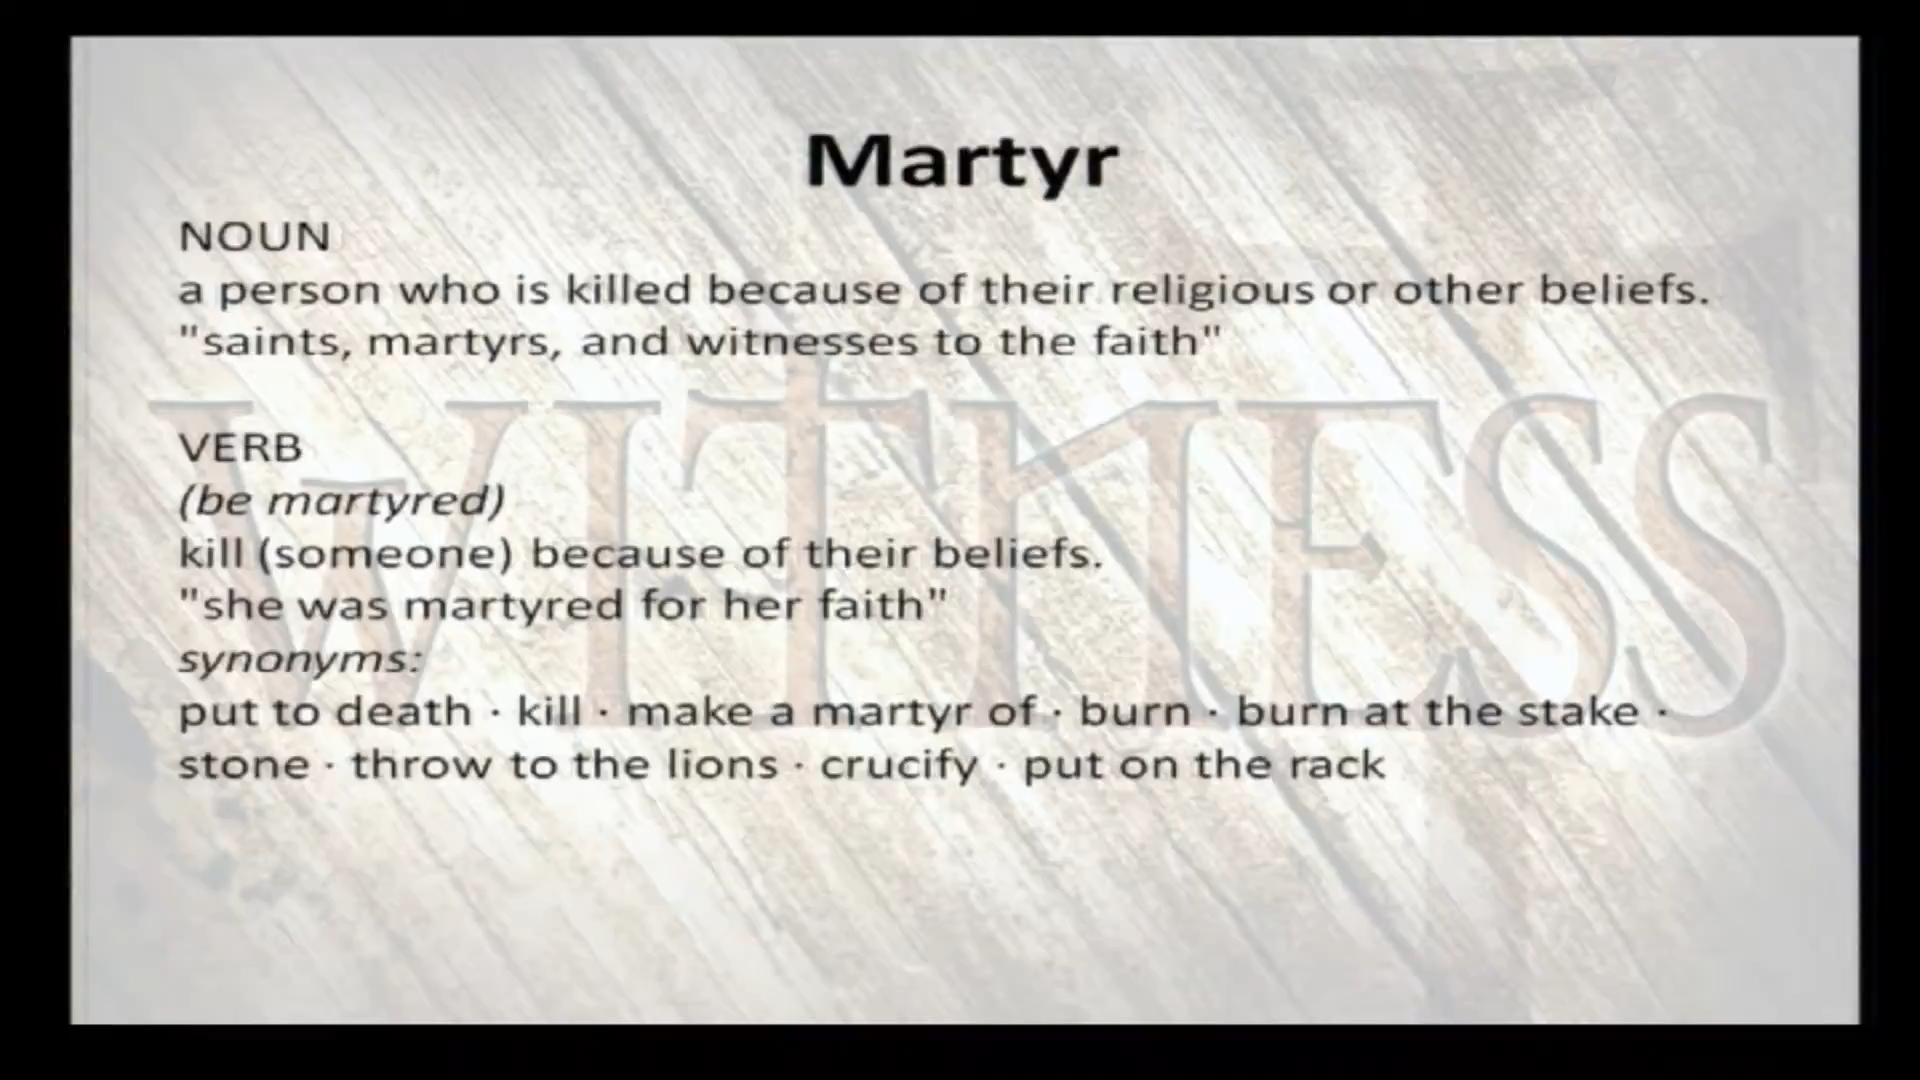 Martyr
NOUN
a person who is killed because of their religious or other beliefs.
"saints, martyrs, and witnesses to the faith"
VERB
(be martyred)
kill (someone) because of their beliefs.
"she was martyred for her faith"
synonyms:
put to death · kill · make a martyr of · burn · burn at the stake ·
stone · throw to the lions · crucify · put on the rack
WITNESS